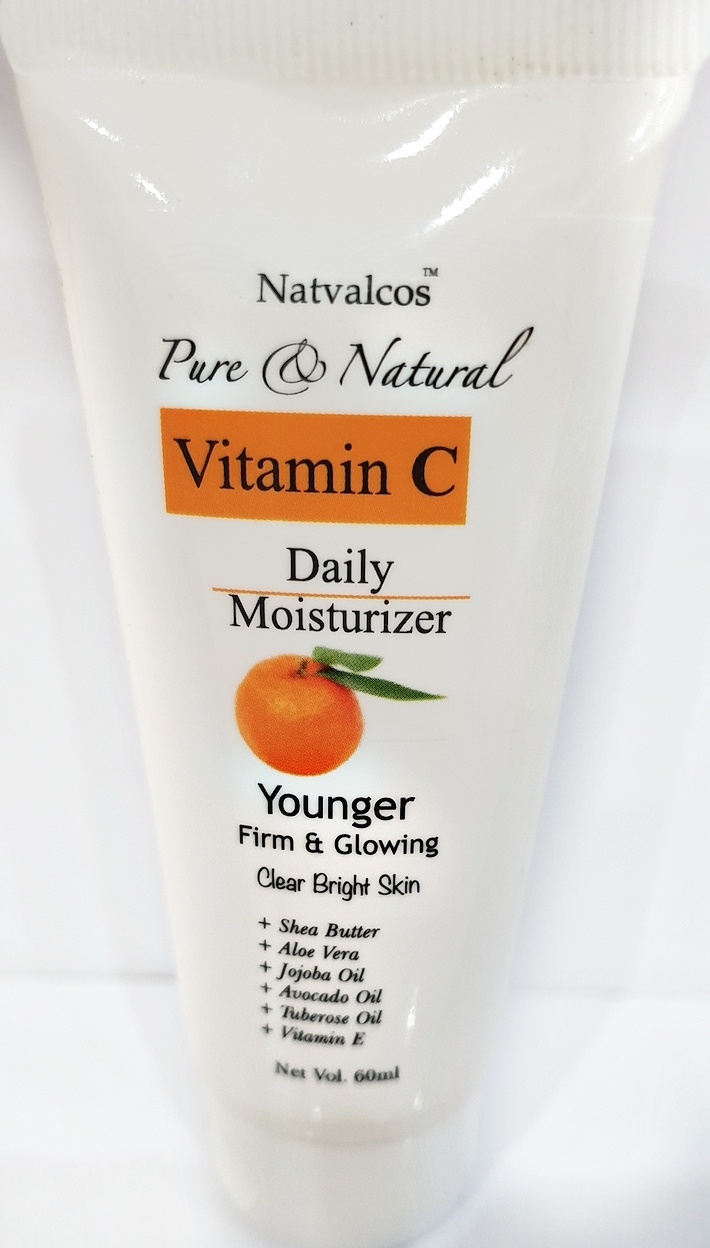 Natvalcos™
Pure & Natural
Vitamin C
Daily
Moisturizer
Younger
Firm & Glowing
Clear Bright Skin
+ Shea Butter
+ Aloe Vera
+ Jojoba Oil
+ Avocado Oil
+ Tuberose Oil
+ Vitamin E
Net Vol. 60ml